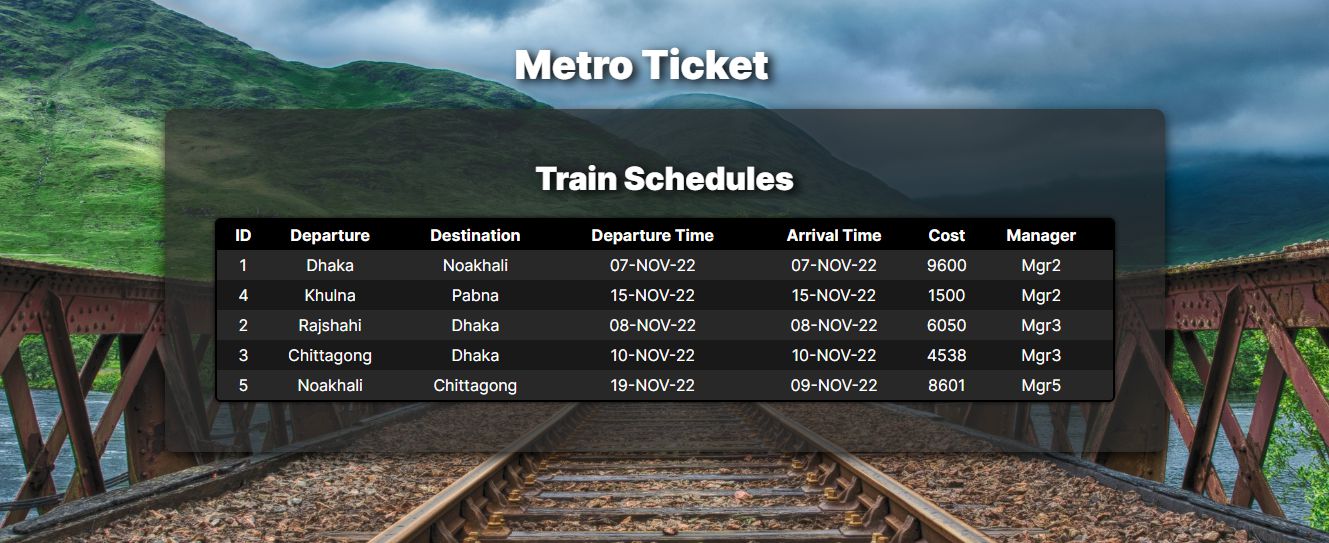 Metro Ticket
Train Schedules
ID Departure Destination Departure Time Arrival Time Cost Manager
1 Dhaka Noakhali 07-NOV-22 07-NOV-22 9600 Mgr2
4 Khulna Pabna 15-NOV-22 15-NOV-22 1500 Mgr2
2 Rajshahi Dhaka 08-NOV-22 08-NOV-22 6050 Mgr3
3 Chittagong Dhaka 10-NOV-22 10-NOV-22 4538 Mgr3
5 Noakhali Chittagong 19-NOV-22 09-NOV-22 8601 Mgr5